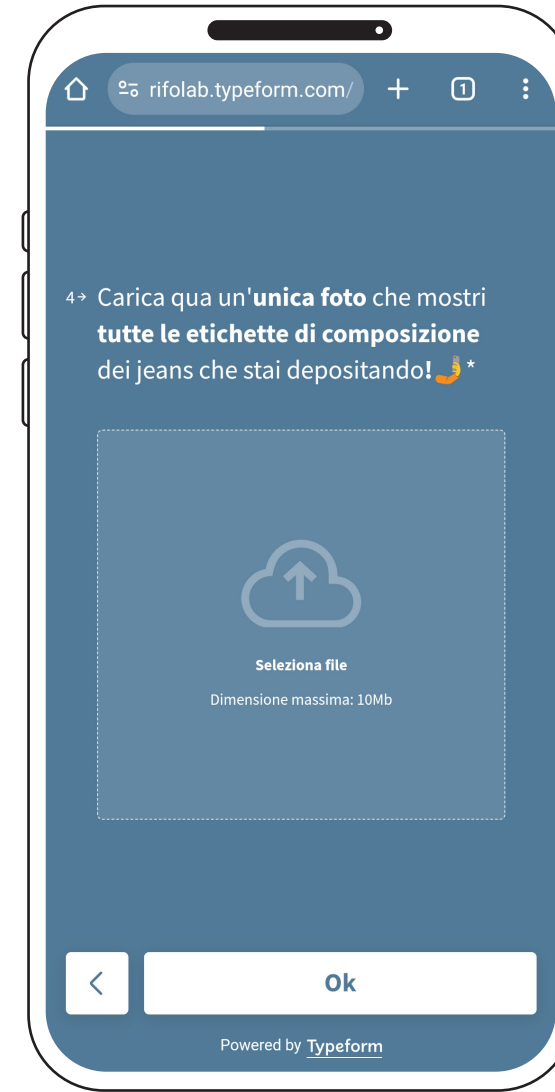 rifolab.typeform.com/
1
4→ Carica qua un'unica foto che mostri
tutte le etichette di composizione
dei jeans che stai depositando!🤳*
Seleziona file
Dimensione massima: 10Mb
Ok
Powered by Typeform